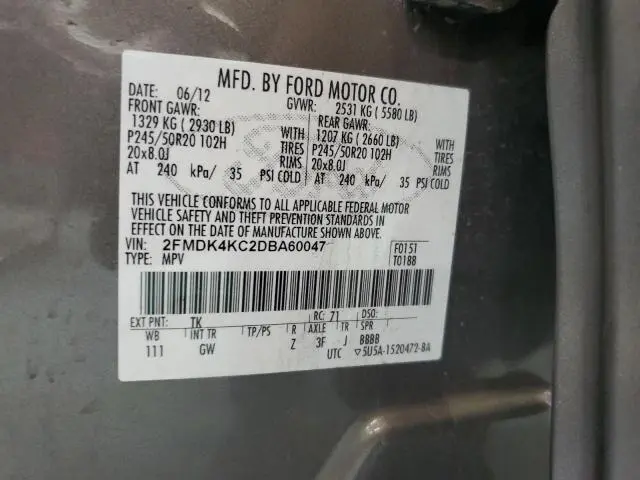 MFD. BY FORD MOTOR CO.
DATE: 06/12 GVWR: 2531 KG ( 5580 LB)
FRONT GAWR: REAR GAWR:
1329 KG ( 2930 LB) WITH 1207 KG ( 2660 LB) WITH
P245/50R20 102H TIRES P245/50R20 102H TIRES
20x8.0J RIMS 20x8.0J RIMS
AT 240 kPa/ 35 PSI COLD AT 240 kPa/ 35 PSI COLD
THIS VEHICLE CONFORMS TO ALL APPLICABLE FEDERAL MOTOR
VEHICLE SAFETY AND THEFT PREVENTION STANDARDS IN
EFFECT ON THE DATE OF MANUFACTURE SHOWN ABOVE.
VIN: 2FMDK4KC2DBA60047 F0151
TYPE: MPV T0188
EXT PNT: TK RC: 71 DSO:
WB INT TR TP/PS R AXLE TR SPR
111 GW Z 3F J BBBB
UTC ▽5U5A-1520472-BA
Ford